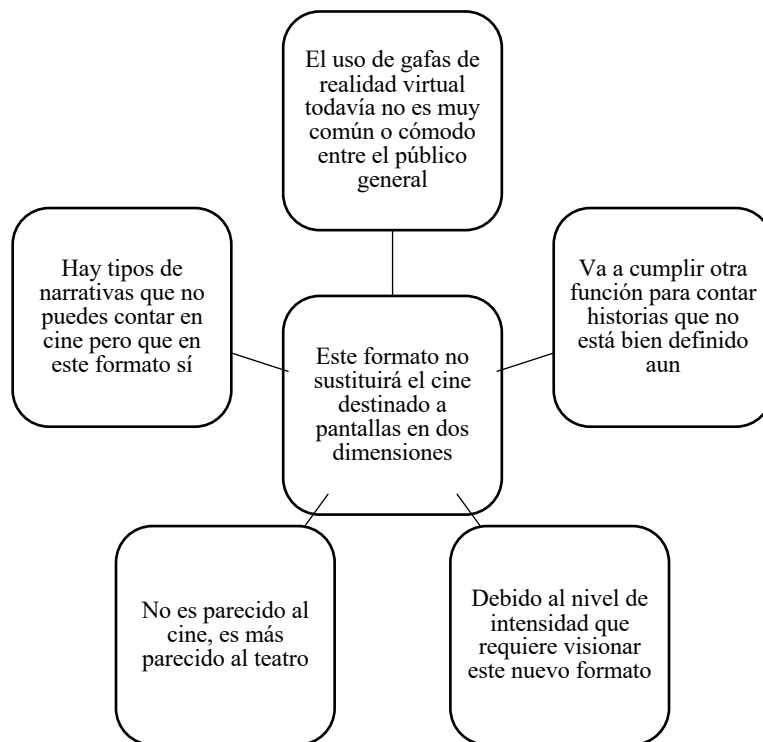 El uso de gafas de
realidad virtual
todavía no es muy
común o cómodo
entre el público
general
Hay tipos de
narrativas que no
puedes contar en
cine pero que en
este formato sí
Va a cumplir otra
función para contar
historias que no
está bien definido
aun
Este formato no
sustituirá el cine
destinado a
pantallas en dos
dimensiones
No es parecido al
cine, es más
parecido al teatro
Debido al nivel de
intensidad que
requiere visionar
este nuevo formato